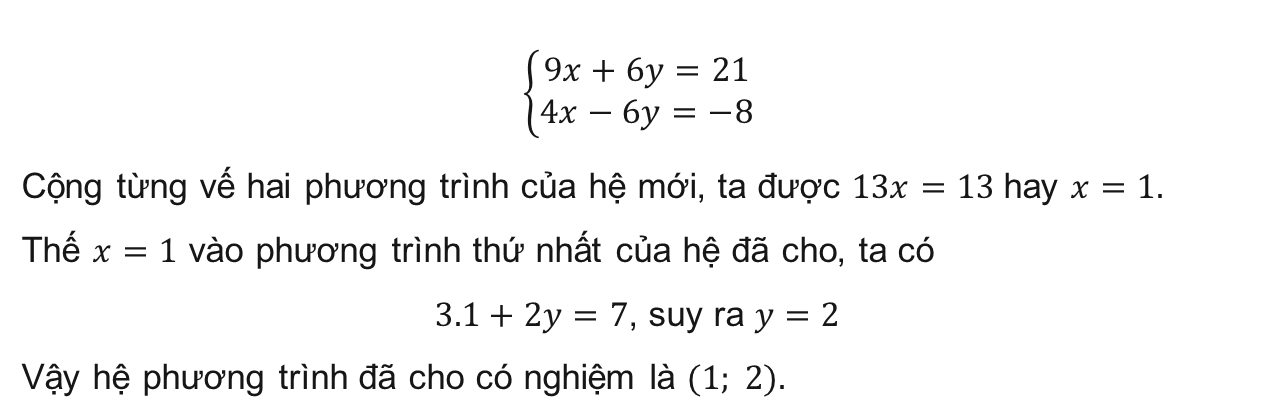 9x + 6y = 21
4x − 6y = −8
Cộng từng vế hai phương trình của hệ mới, ta được 13x = 13 hay x = 1.
Thế x = 1 vào phương trình thứ nhất của hệ đã cho, ta có
3.1 + 2y = 7, suy ra y = 2
Vậy hệ phương trình đã cho có nghiệm là (1; 2).